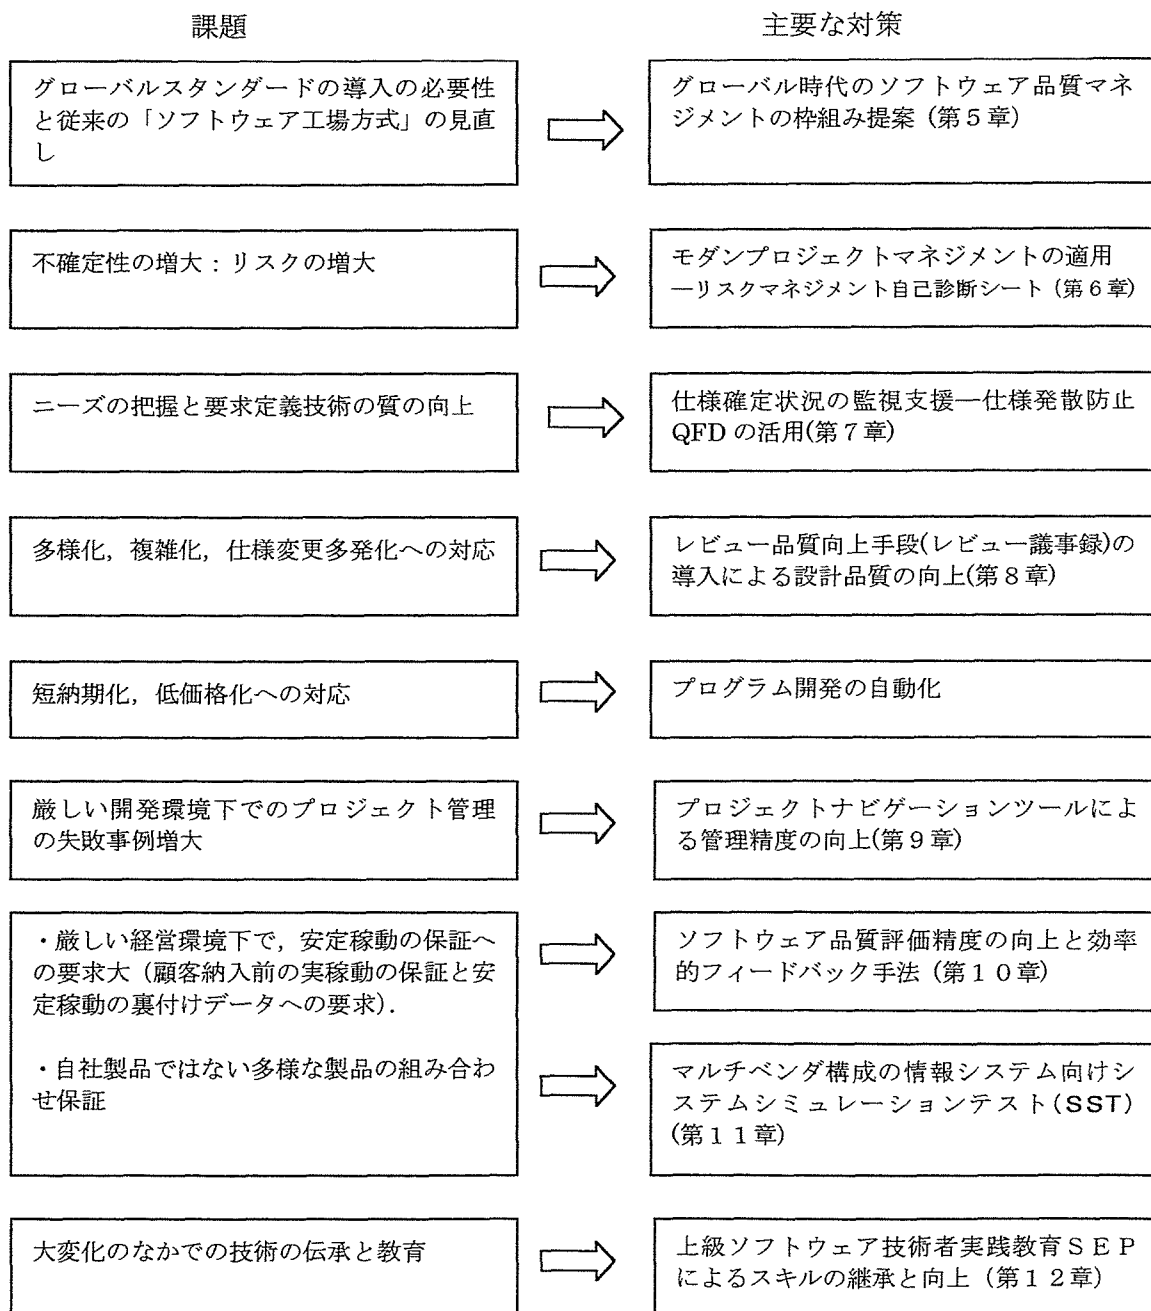 課題
主要な対策
グローバルスタンダードの導入の必要性
と従来の「ソフトウェア工場方式」の見直
し
グローバル時代のソフトウェア品質マネ
ジメントの枠組み提案（第５章）
不確定性の増大：リスクの増大
モダンプロジェクトマネジメントの適用
―リスクマネジメント自己診断シート（第６章）
ニーズの把握と要求定義技術の質の向上
仕様確定状況の監視支援―仕様発散防止
QFD の活用(第７章)
多様化，複雑化，仕様変更多発化への対応
レビュー品質向上手段(レビュー議事録)の
導入による設計品質の向上(第８章)
短納期化，低価格化への対応
プログラム開発の自動化
厳しい開発環境下でのプロジェクト管理
の失敗事例増大
プロジェクトナビゲーションツールによ
る管理精度の向上(第９章)
・厳しい経営環境下で，安定稼動の保証へ
の要求大（顧客納入前の実稼動の保証と安
定稼動の裏付けデータへの要求）.
・自社製品ではない多様な製品の組み合わ
せ保証
ソフトウェア品質評価精度の向上と効率
的フィードバック手法（第１０章）
マルチベンダ構成の情報システム向けシ
ステムシミュレーションテスト(SST)
(第１１章)
大変化のなかでの技術の伝承と教育
上級ソフトウェア技術者実践教育ＳＥＰ
によるスキルの継承と向上（第１２章）